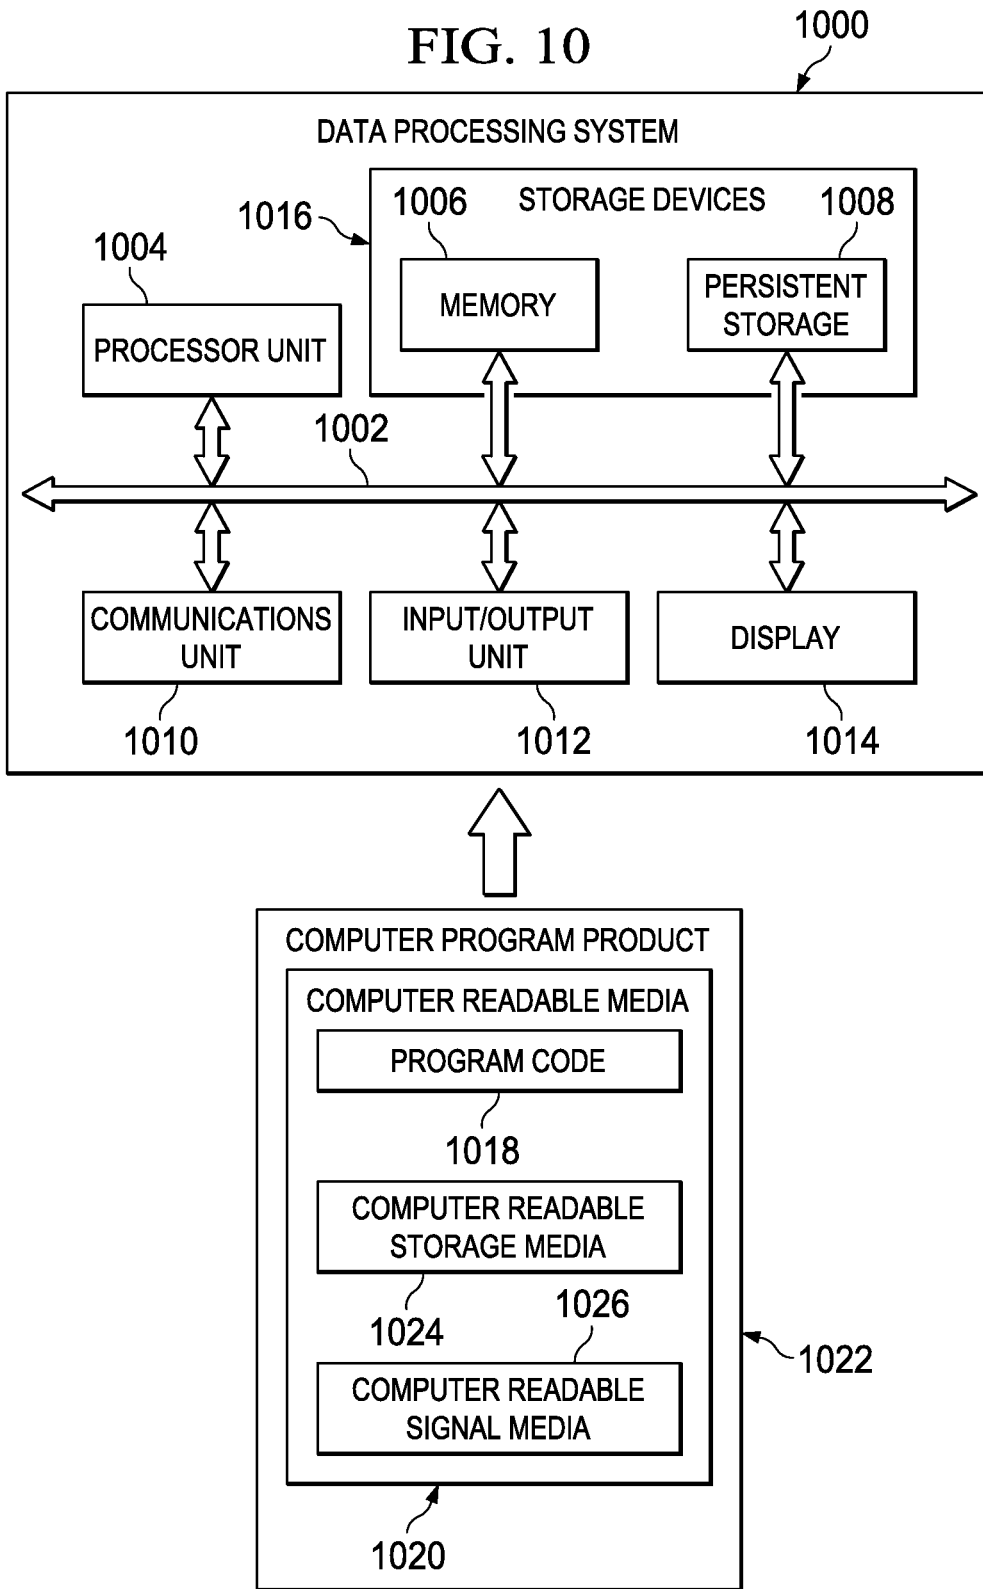 FIG. 10
1000
DATA PROCESSING SYSTEM
STORAGE DEVICES
1016
1006
1008
1004
MEMORY
PERSISTENT
STORAGE
PROCESSOR UNIT
1002
COMMUNICATIONS
UNIT
INPUT/OUTPUT
UNIT
DISPLAY
1010
1012
1014
COMPUTER PROGRAM PRODUCT
COMPUTER READABLE MEDIA
PROGRAM CODE
1018
COMPUTER READABLE
STORAGE MEDIA
1024
1026
1022
COMPUTER READABLE
SIGNAL MEDIA
1020